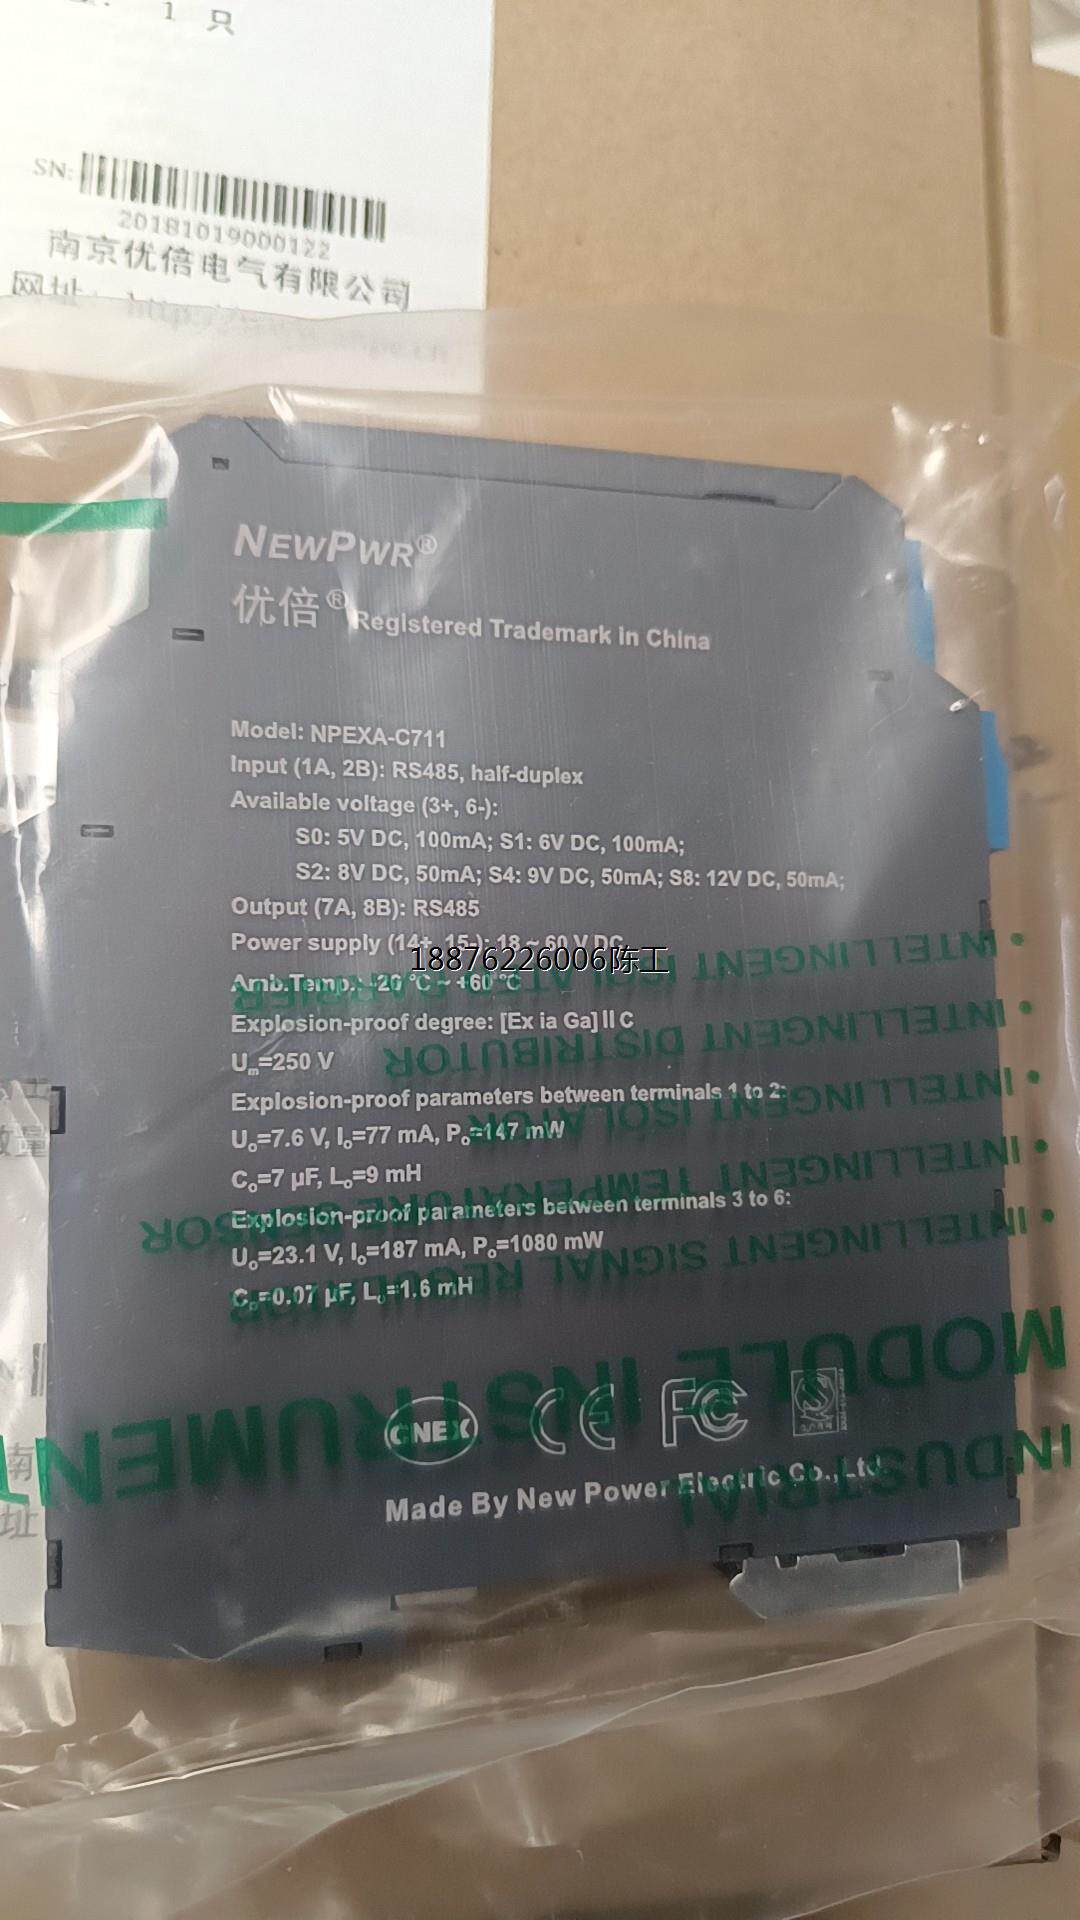 1 只
SN:
20181019000122
南京优倍电气有限公司
网址:
NEWPWR®
优倍® Registered Trademark in China
Model: NPEXA-C711
Input (1A, 2B): RS485, half-duplex
Available voltage (3+, 6-):
S0: 5V DC, 100mA; S1: 6V DC, 100mA;
S2: 8V DC, 50mA; S4: 9V DC, 50mA; S8: 12V DC, 50mA;
Output (7A, 8B): RS485
Power supply (14+, 15-): 18 ~ 60 V DC
18876226006陈工
Amb.Temp.: -20 °C ~ +60 °C
Explosion-proof degree: [Ex ia Ga] II C
Um=250 V
Explosion-proof parameters between terminals 1 to 2:
Uo=7.6 V, Io=77 mA, Po=147 mW
Co=7 µF, Lo=9 mH
Explosion-proof parameters between terminals 3 to 6:
Uo=23.1 V, Io=187 mA, Po=1080 mW
Co=0.07 µF, Lo=1.6 mH
CNEX CE FC
Made By New Power Electric Co.,Ltd.
• INTELLINGENT ISOLATED BARRIER
• INTELLINGENT DISTRIBUTOR
• INTELLINGENT ISOLATOR
• INTELLINGENT TEMPERATURE SENSOR
• INTELLINGENT SIGNAL REGULATOR
MODULE INSTRUMENT
INDUSTRIAL
南
址